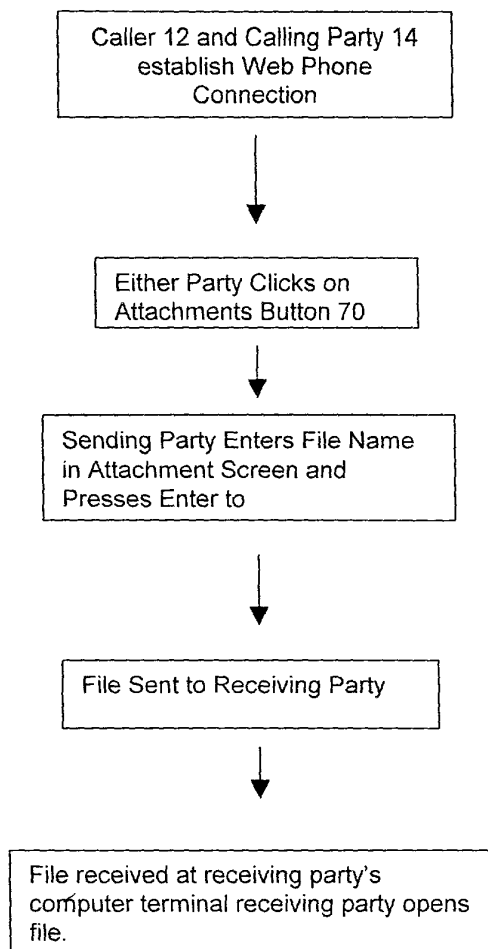 Caller 12 and Calling Party 14
establish Web Phone
Connection
Either Party Clicks on
Attachments Button 70
Sending Party Enters File Name
in Attachment Screen and
Presses Enter to
File Sent to Receiving Party
File received at receiving party's
computer terminal receiving party opens
file.